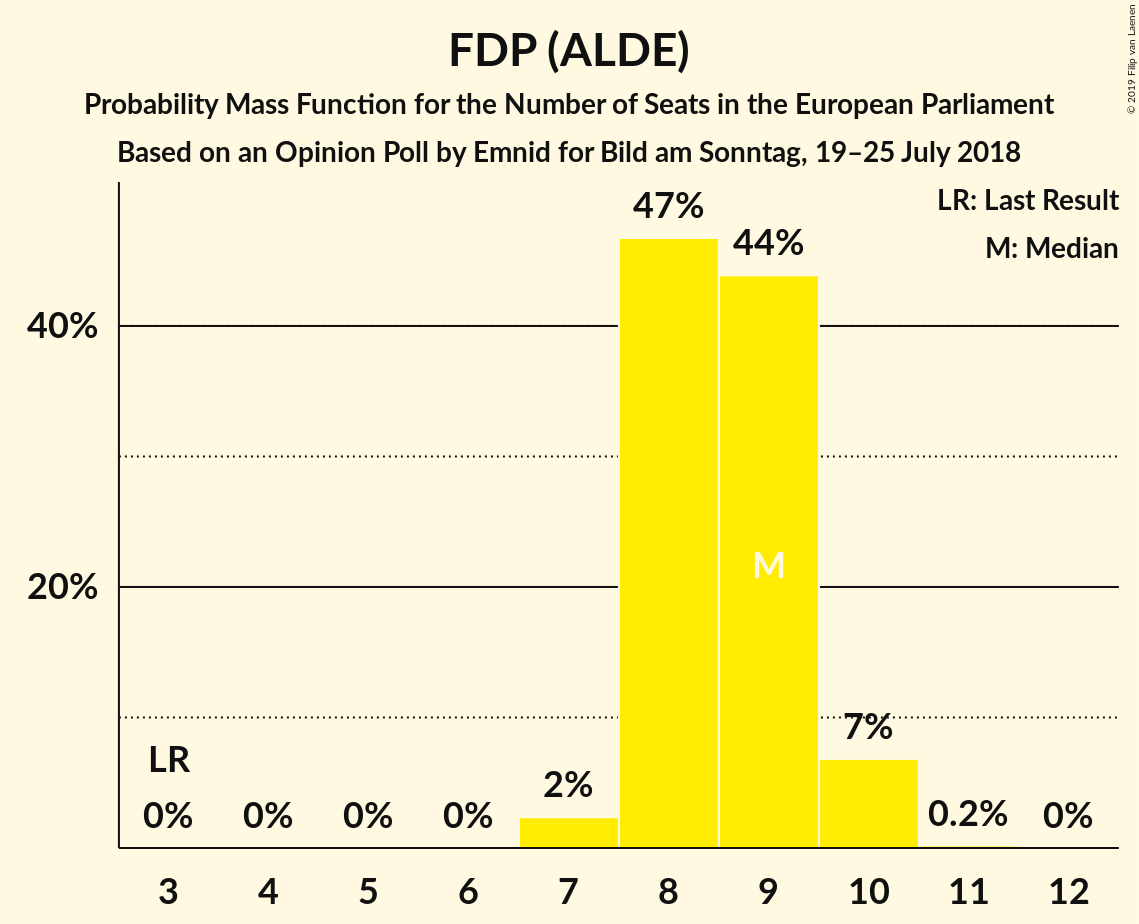 FDP (ALDE)
Probability Mass Function for the Number of Seats in the European Parliament
Based on an Opinion Poll by Emnid for Bild am Sonntag, 19–25 July 2018
© 2019 Filip van Laenen
LR: Last Result
M: Median
47%
44%
40%
M
20%
7%
LR
2%
0%
0%
0%
0%
0.2%
0%
3
4
5
6
7
8
9
10
11
12